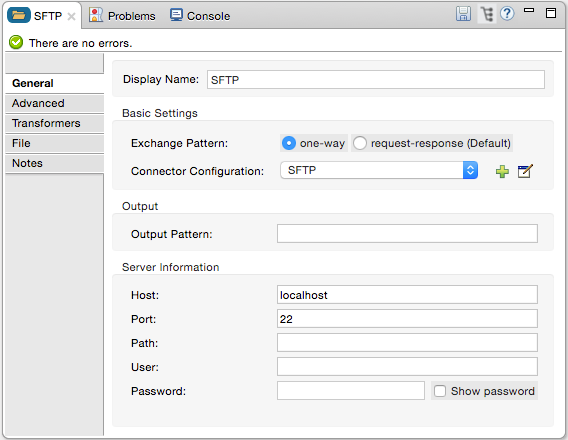 SFTP Problems Console
There are no errors.
General
Advanced
Transformers
File
Notes
Display Name: SFTP
Basic Settings
Exchange Pattern: one-way request-response (Default)
Connector Configuration: SFTP
Output
Output Pattern:
Server Information
Host: localhost
Port: 22
Path:
User:
Password: Show password